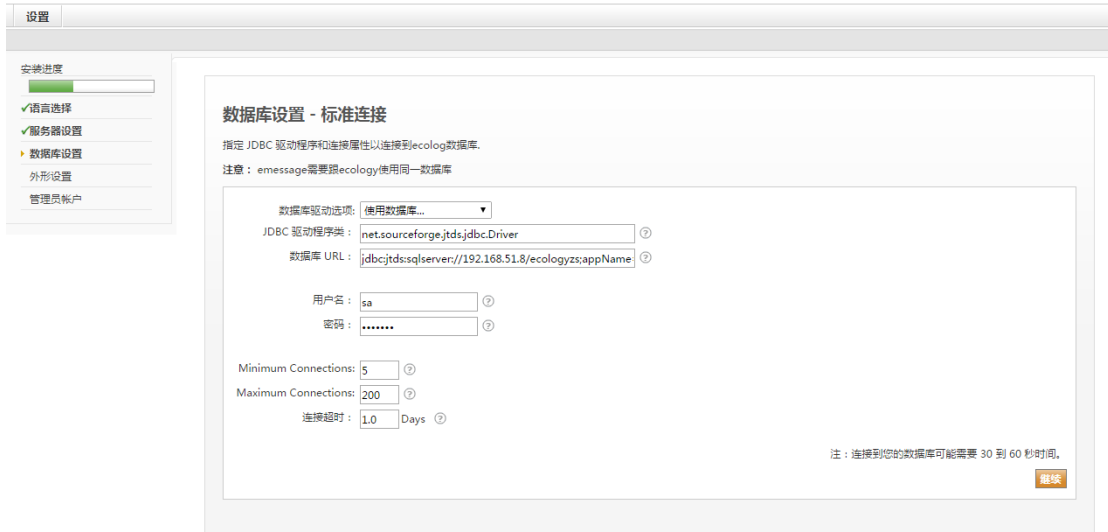 设置
安装进度
语言选择
服务器设置
数据库设置
外形设置
管理员帐户
数据库设置 - 标准连接
指定 JDBC 驱动程序和连接属性以连接到ecolog数据库.
注意： emessage需要跟ecology使用同一数据库
数据库驱动选项: 使用数据库...
JDBC 驱动程序类： net.sourceforge.jtds.jdbc.Driver
数据库 URL： jdbc:jtds:sqlserver://192.168.51.8/ecologyzs;appName=
用户名： sa
密码： •••••••
Minimum Connections: 5
Maximum Connections: 200
连接超时： 1.0 Days
注：连接到您的数据库可能需要 30 到 60 秒时间。
继续